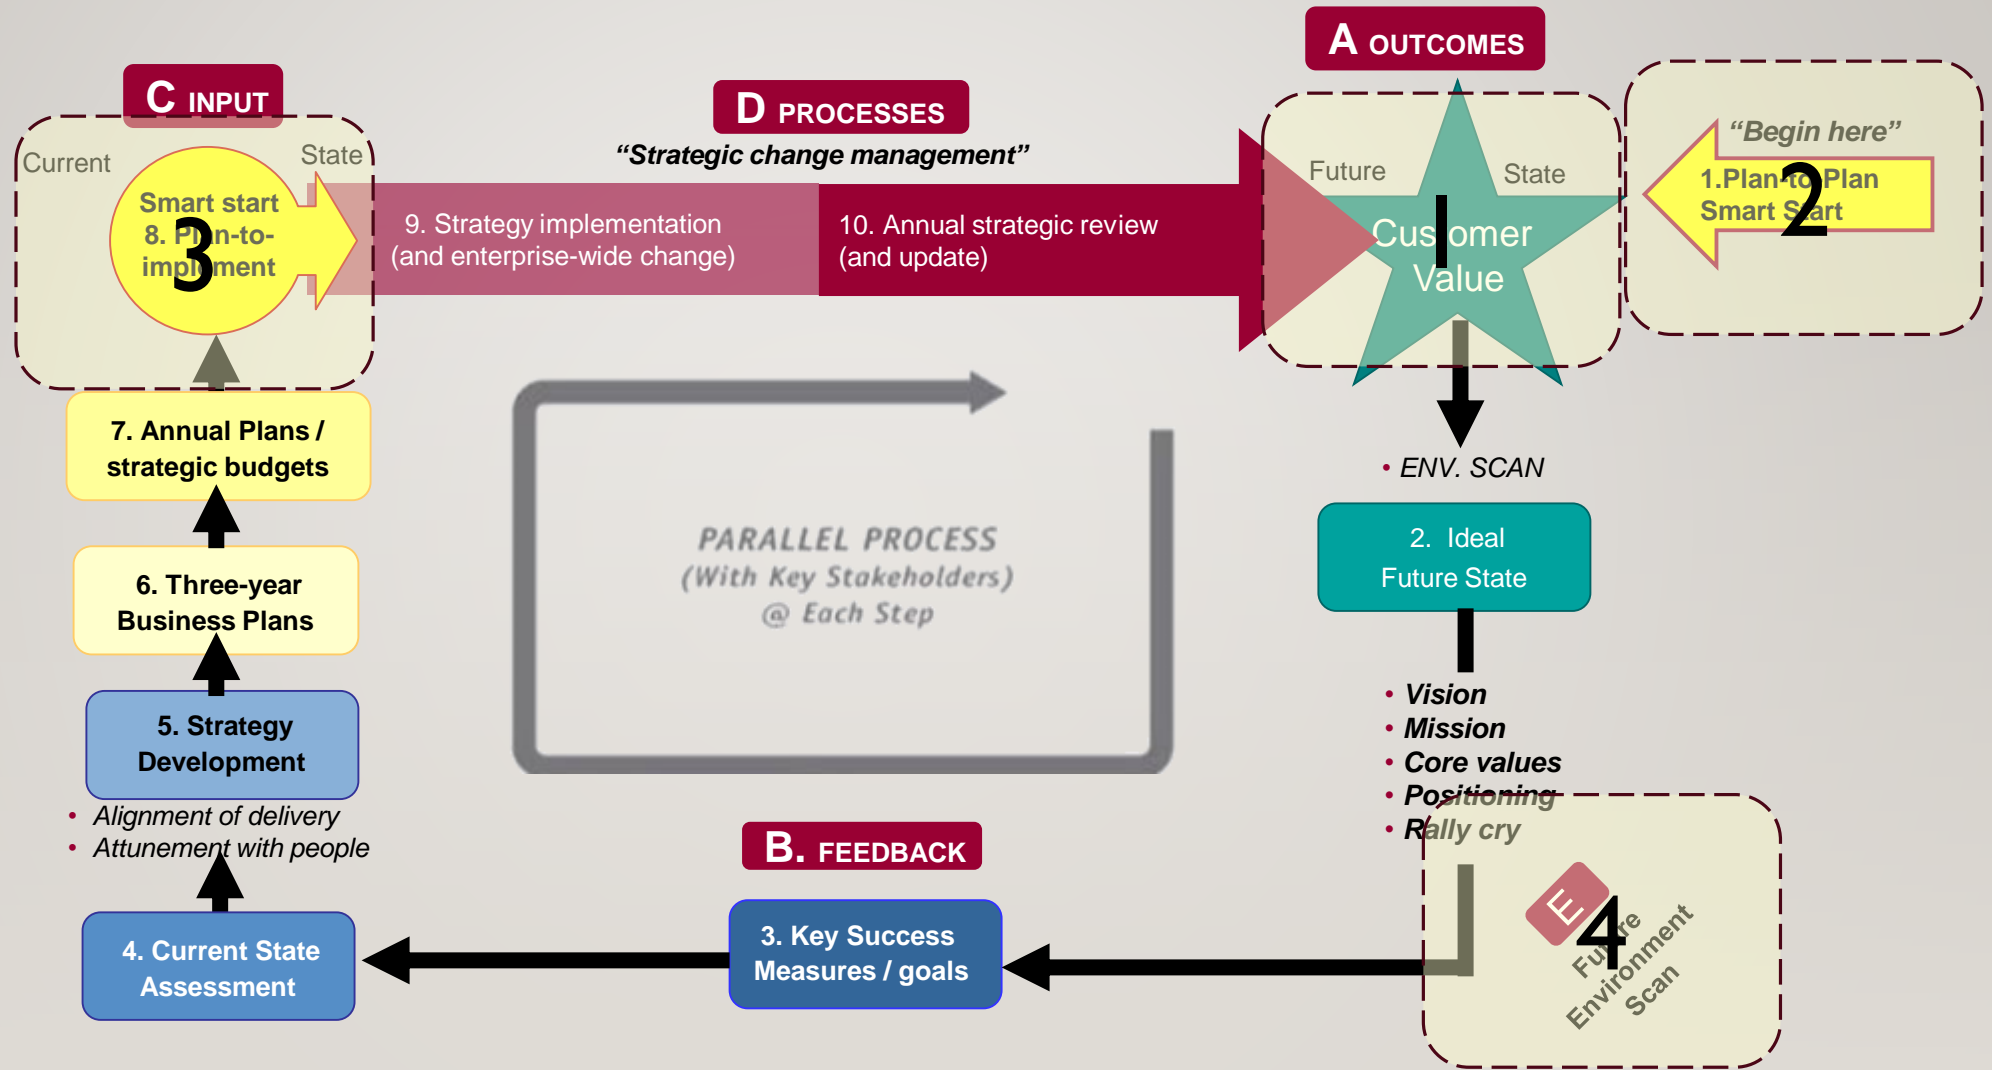 A OUTCOMES
C INPUT
D PROCESSES
“Strategic change management”
“Begin here”
1.Plan-to-Plan
Smart Start
2
Current
State
Smart start
8. Plan-to-
implement
3
9. Strategy implementation
(and enterprise-wide change)
10. Annual strategic review
(and update)
Future
State
Customer
Value
1
7. Annual Plans /
strategic budgets
• ENV. SCAN
PARALLEL PROCESS
(With Key Stakeholders)
@ Each Step
2. Ideal
Future State
6. Three-year
Business Plans
5. Strategy
Development
• Alignment of delivery
• Attunement with people
• Vision
• Mission
• Core values
• Positioning
• Rally cry
B. FEEDBACK
4. Current State
Assessment
3. Key Success
Measures / goals
E
4
Future
Environment
Scan